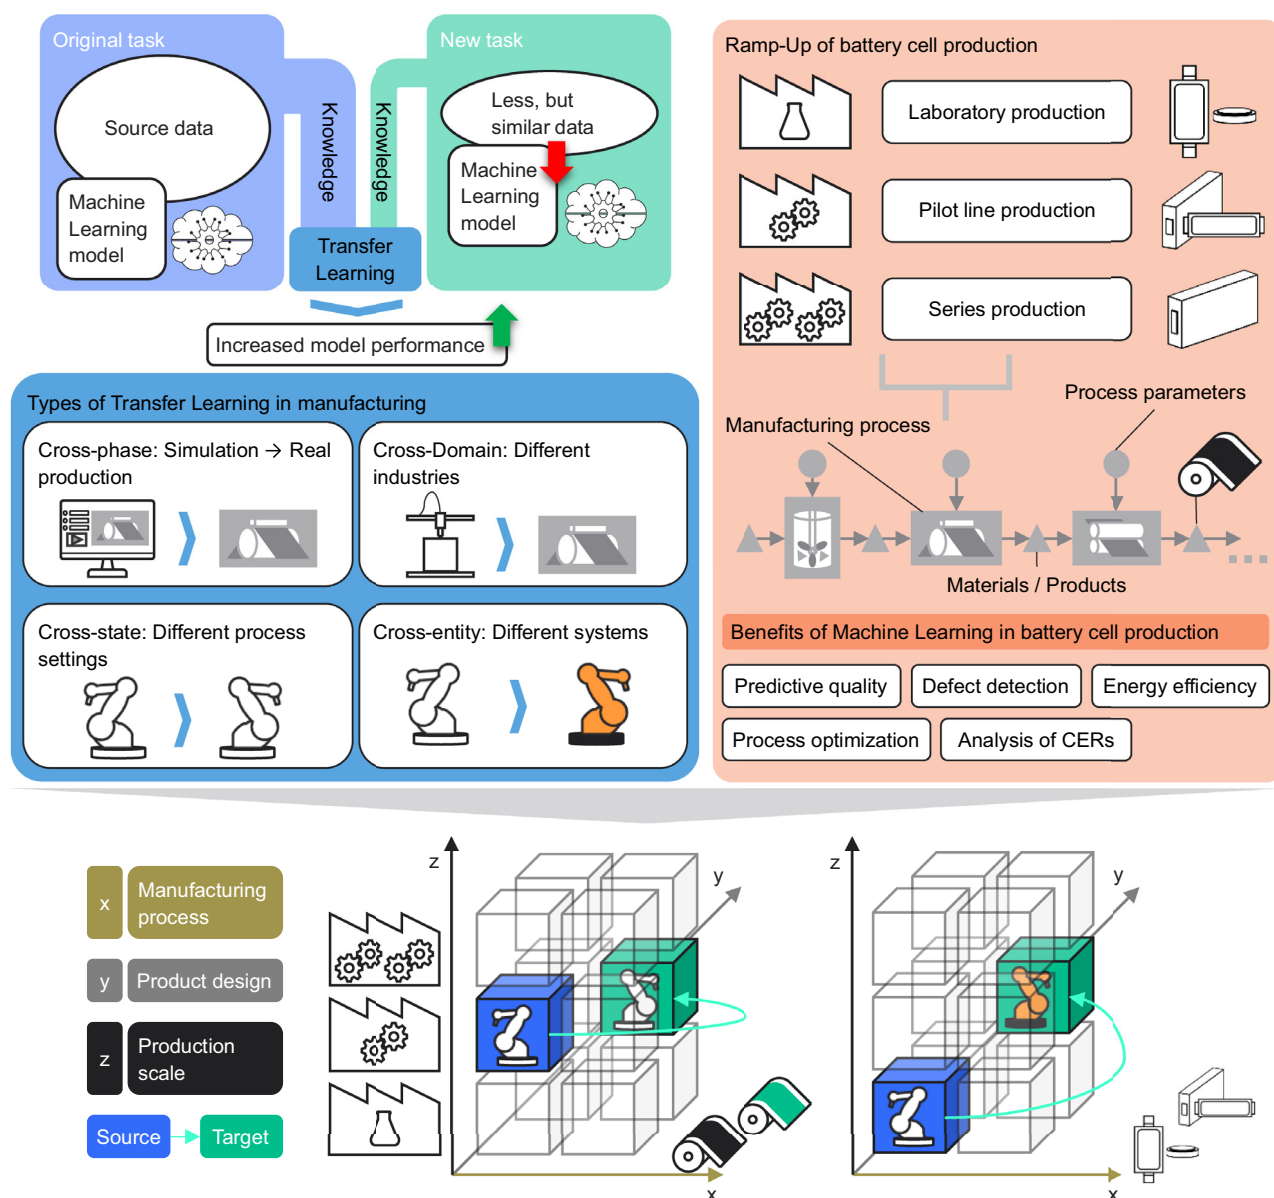 Original task
Source data
Machine
Learning
model
Knowledge
Knowledge
Transfer
Learning
New task
Less, but
similar data
Machine
Learning
model
Increased model performance
Types of Transfer Learning in manufacturing
Cross-phase: Simulation → Real
production
Cross-Domain: Different
industries
Cross-state: Different process
settings
Cross-entity: Different systems
Ramp-Up of battery cell production
Laboratory production
Pilot line production
Series production
Process parameters
Manufacturing process
Materials / Products
Benefits of Machine Learning in battery cell production
Predictive quality
Defect detection
Energy efficiency
Process optimization
Analysis of CERs
x
Manufacturing
process
y
Product design
z
Production
scale
Source
Target
z
y
x
z
y
x